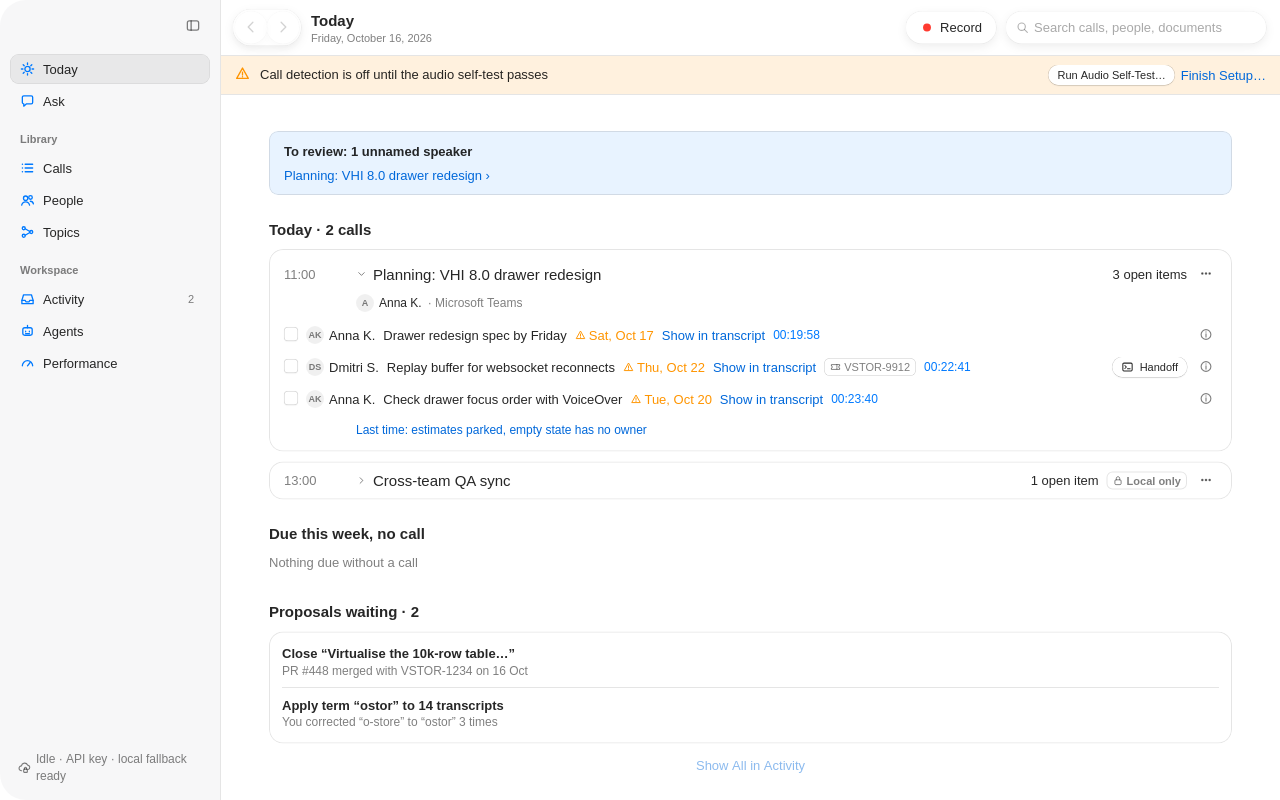 Today
Friday, October 16, 2026
Record
Search calls, people, documents
Today
Ask
Library
Calls
People
Topics
Workspace
Activity 2
Agents
Performance
Idle · API key · local fallback
ready
Call detection is off until the audio self-test passes
Run Audio Self-Test… Finish Setup…
To review: 1 unnamed speaker
Planning: VHI 8.0 drawer redesign ›
Today · 2 calls
11:00 Planning: VHI 8.0 drawer redesign 3 open items
A Anna K. · Microsoft Teams
AK Anna K. Drawer redesign spec by Friday Sat, Oct 17 Show in transcript 00:19:58
DS Dmitri S. Replay buffer for websocket reconnects Thu, Oct 22 Show in transcript VSTOR-9912 00:22:41 Handoff
AK Anna K. Check drawer focus order with VoiceOver Tue, Oct 20 Show in transcript 00:23:40
Last time: estimates parked, empty state has no owner
13:00 Cross-team QA sync 1 open item Local only
Due this week, no call
Nothing due without a call
Proposals waiting · 2
Close “Virtualise the 10k-row table…”
PR #448 merged with VSTOR-1234 on 16 Oct
Apply term “ostor” to 14 transcripts
You corrected “o-store” to “ostor” 3 times
Show All in Activity